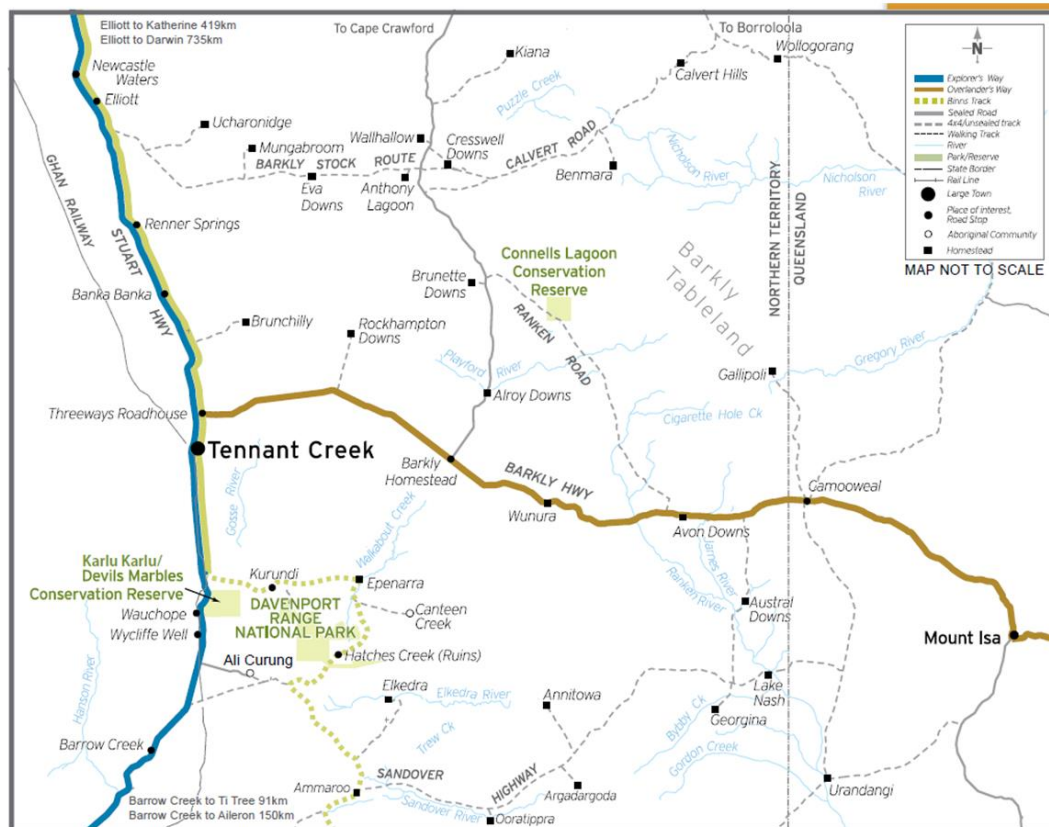 Elliott to Katherine 419km
Elliott to Darwin 735km
To Cape Crawford
To Borroloola
Kiana
Wollogorang
Calvert Hills
Newcastle
Waters
Elliott
Puzzle Creek
Ucharonidge
Mungabroom
Wallhallow
Cresswell
Downs
CALVERT ROAD
BARKLY STOCK ROUTE
Eva
Downs
Anthony
Lagoon
Benmara
Nicholson
River
Nicholson
River
GHAN RAILWAY
STUART HWY
Renner Springs
NORTHERN TERRITORY
QUEENSLAND
N
Explorer's Way
Overlander's Way
Binns Track
Sealed Road
4x4/unsealed track
Walking Track
River
Park/Reserve
State Border
Rail Line
Large Town
Place of interest,
Road Stop
Aboriginal Community
Homestead
MAP NOT TO SCALE
Connells Lagoon
Conservation
Reserve
Barkly
Tableland
Brunette
Downs
RANKEN ROAD
Banka Banka
Brunchilly
Rockhampton
Downs
Playford River
Gregory River
Gallipoli
Alroy Downs
Cigarette Hole Ck
Threeways Roadhouse
Tennant Creek
Barkly
Homestead
BARKLY HWY
Camooweal
Wunura
Avon Downs
Gosse River
Walkabout Creek
James River
Ranken River
Karlu Karlu/
Devils Marbles
Conservation Reserve
Kurundi
Epenarra
DAVENPORT
RANGE
NATIONAL PARK
Canteen
Creek
Austral
Downs
Wauchope
Wycliffe Well
Mount Isa
Hatches Creek (Ruins)
Ali Curung
Hanson River
Elkedra
Elkedra River
Annitowa
Lake
Nash
Georgina
Bybby Ck
Gordon Creek
Trew Ck
Barrow Creek
SANDOVER HIGHWAY
Sandover River
Ammaroo
Argadargoda
Ooratippra
Urandangi
Barrow Creek to Ti Tree 91km
Barrow Creek to Aileron 150km